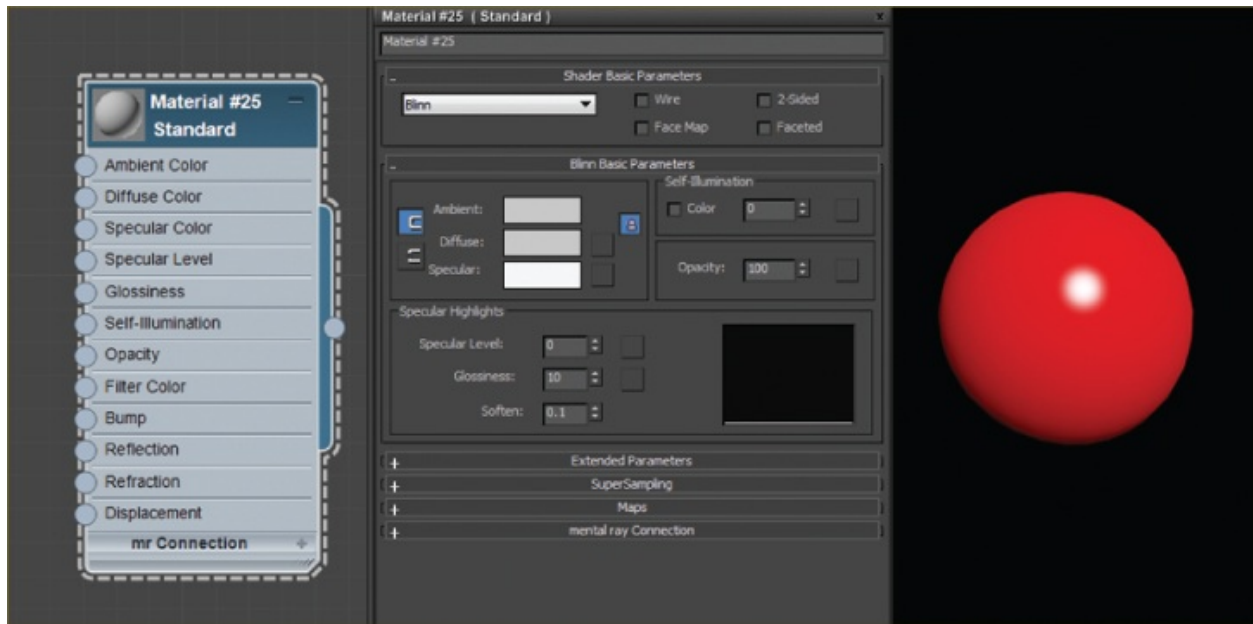 Material #25
Standard
Ambient Color
Diffuse Color
Specular Color
Specular Level
Glossiness
Self-Illumination
Opacity
Filter Color
Bump
Reflection
Refraction
Displacement
mr Connection
Material #25 ( Standard )
Material #25
Shader Basic Parameters
Blinn
Wire
2-Sided
Face Map
Faceted
Blinn Basic Parameters
Ambient:
Diffuse:
Specular:
Self-Illumination
Color 0
Opacity: 100
Specular Highlights
Specular Level: 0
Glossiness: 10
Soften: 0.1
Extended Parameters
SuperSampling
Maps
mental ray Connection